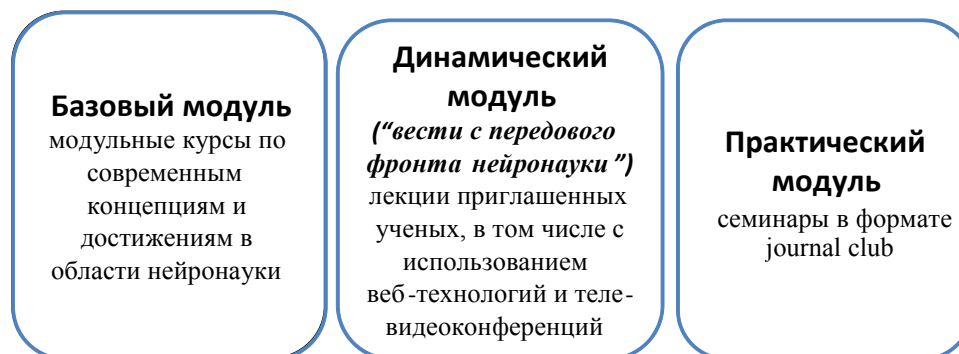 Базовый модуль
модульные курсы по
современным
концепциям и
достижениям в
области нейронауки
Динамический
модуль
(“вести с передового
фронта нейронауки”)
лекции приглашенных
ученых, в том числе с
использованием
веб-технологий и теле-
видеоконференций
Практический
модуль
семинары в формате
journal club